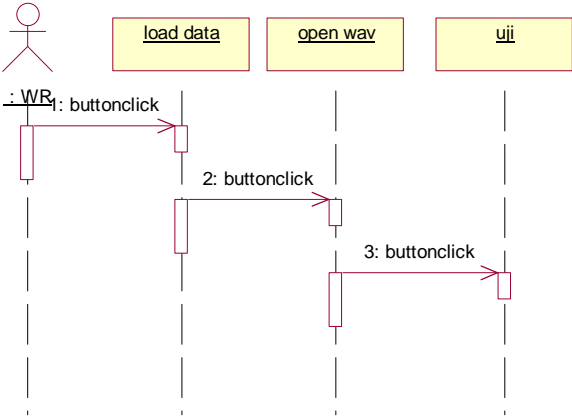 load data
open wav
uji
: WR
1: buttonclick
2: buttonclick
3: buttonclick